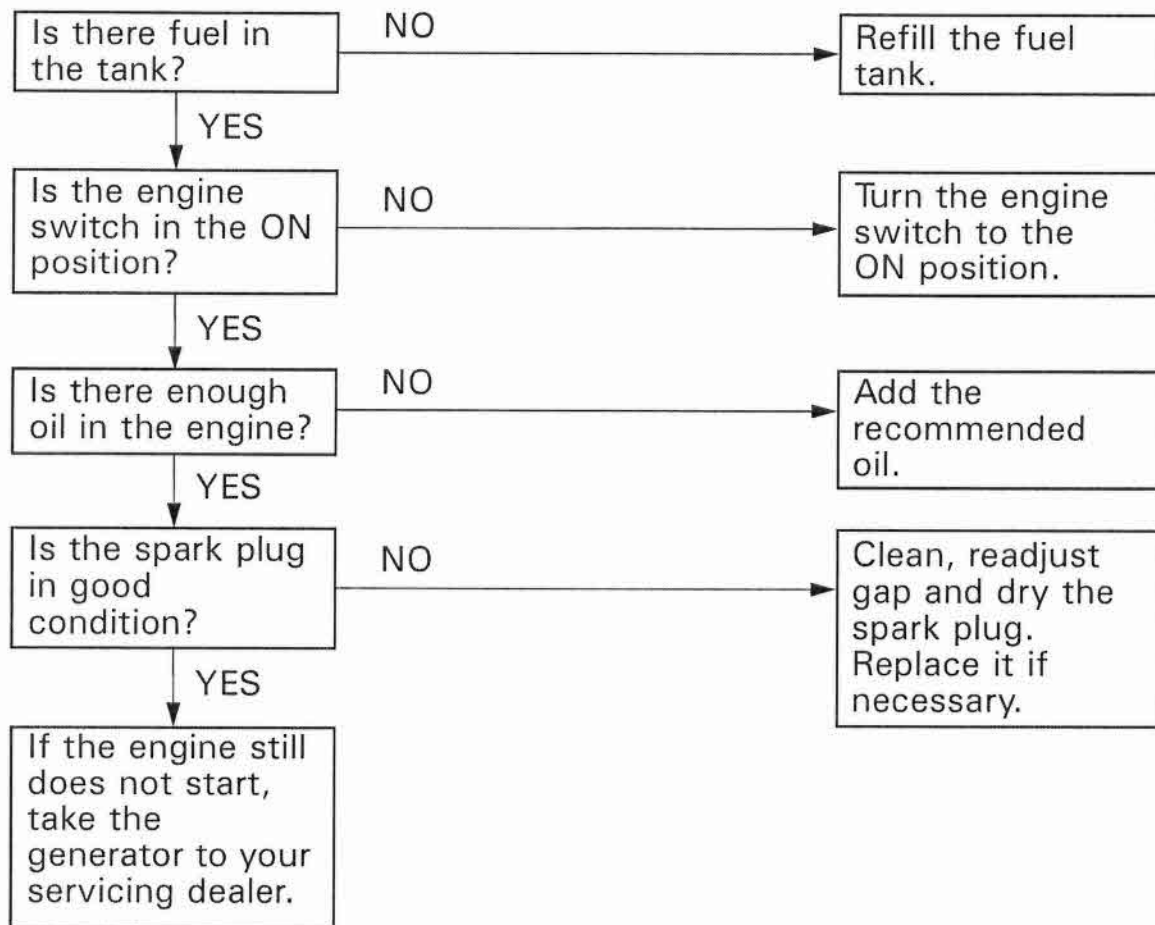 Is there fuel in
the tank?
NO
Refill the fuel
tank.
YES
Is the engine
switch in the ON
position?
NO
Turn the engine
switch to the
ON position.
YES
Is there enough
oil in the engine?
NO
Add the
recommended
oil.
YES
Is the spark plug
in good
condition?
NO
Clean, readjust
gap and dry the
spark plug.
Replace it if
necessary.
YES
If the engine still
does not start,
take the
generator to your
servicing dealer.